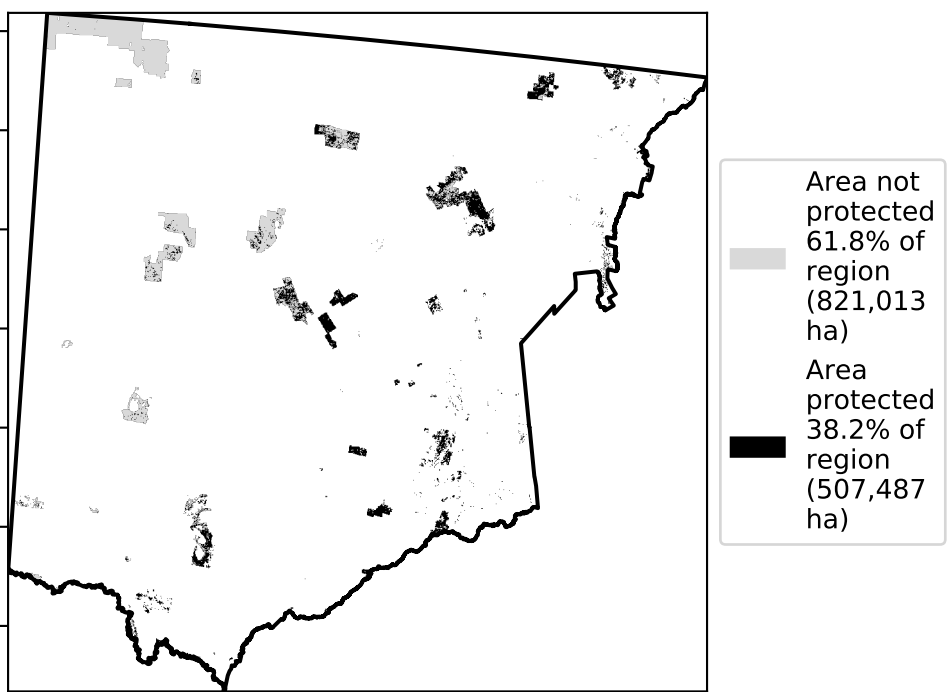 Area not
protected
61.8% of
region
(821,013
ha)
Area
protected
38.2% of
region
(507,487
ha)